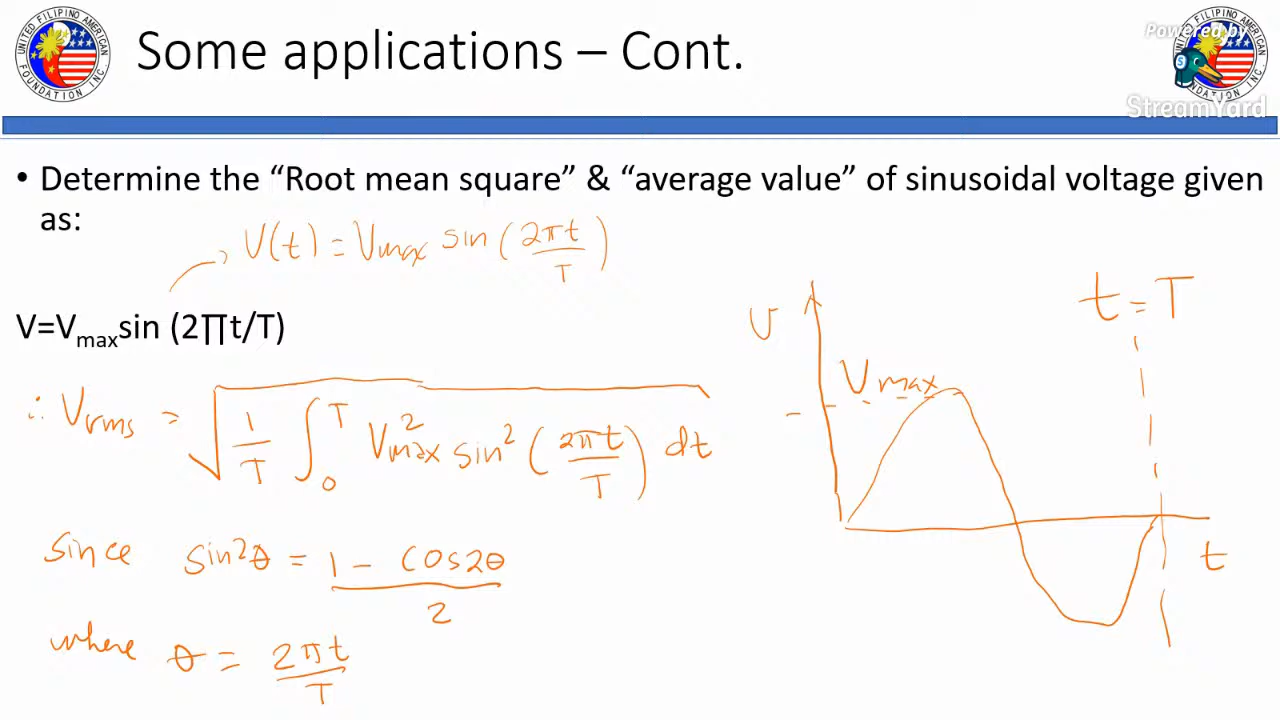 UNITED FILIPINO AMERICAN FOUNDATION INC.
Some applications – Cont.
Powered by
StreamYard
• Determine the “Root mean square” & “average value” of sinusoidal voltage given
as:
V(t) = Vmax sin (2πt/T)
V=Vmaxsin (2∏t/T)
t = T
V
Vmax
∴ Vrms = √ 1/T ∫₀ᵀ V²max sin² (2πt/T) dt
since sin²θ = 1 - cos2θ / 2
t
where θ = 2πt/T